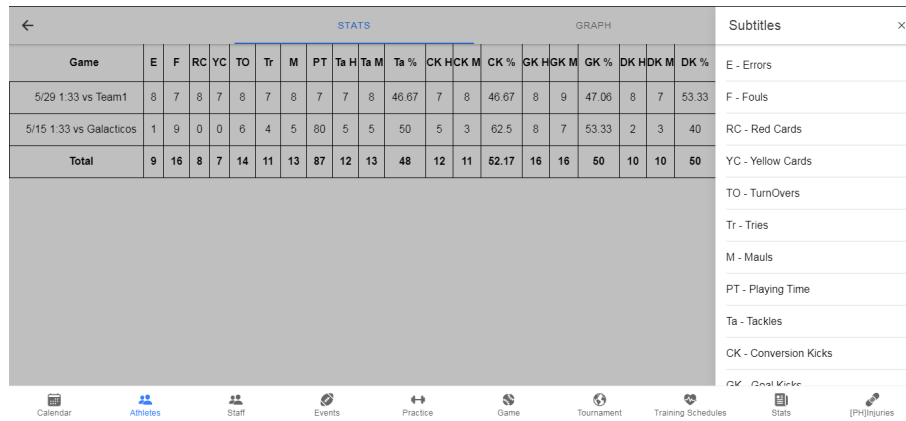 STATS GRAPH Subtitles
Game E F RC YC TO Tr M PT Ta H Ta M Ta % CK H CK M CK % GK H GK M GK % DK H DK M DK %
5/29 1:33 vs Team1 8 7 8 7 8 7 8 7 7 8 46.67 7 8 46.67 8 9 47.06 8 7 53.33
5/15 1:33 vs Galacticos 1 9 0 0 6 4 5 80 5 5 50 5 3 62.5 8 7 53.33 2 3 40
Total 9 16 8 7 14 11 13 87 12 13 48 12 11 52.17 16 16 50 10 10 50
E - Errors
F - Fouls
RC - Red Cards
YC - Yellow Cards
TO - TurnOvers
Tr - Tries
M - Mauls
PT - Playing Time
Ta - Tackles
CK - Conversion Kicks
GK - Goal Kicks
Calendar Athletes Staff Events Practice Game Tournament Training Schedules Stats [PH]Injuries